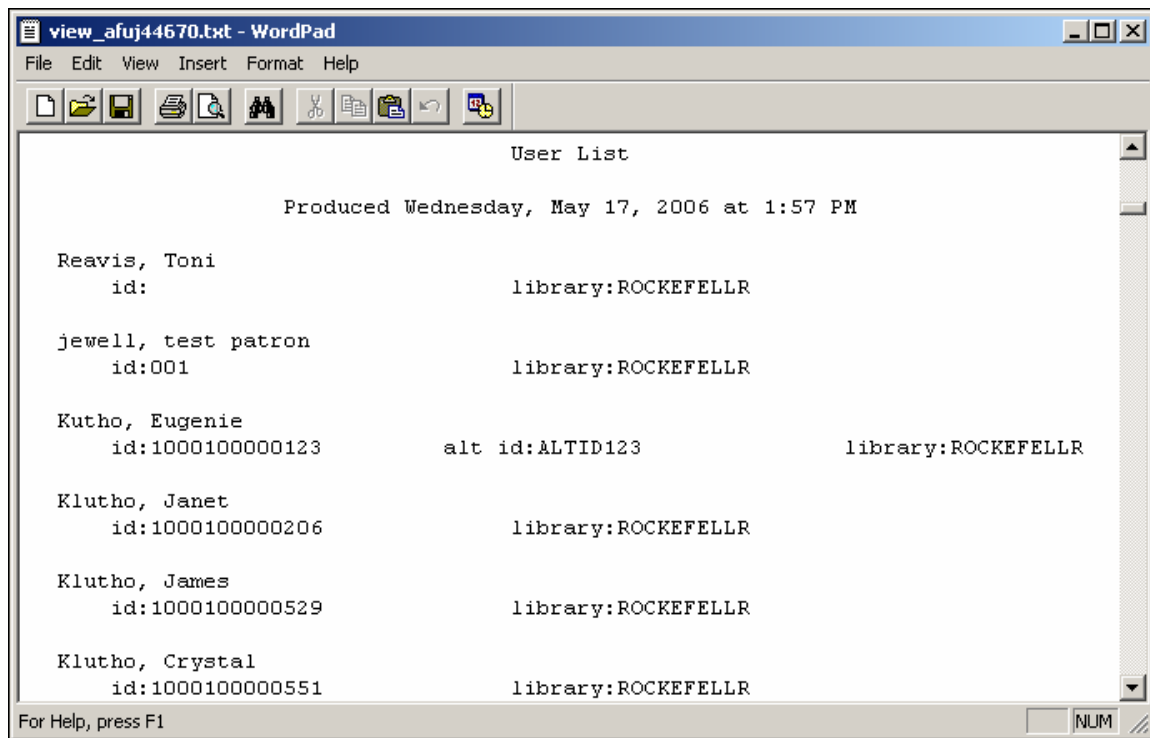 view_afuj44670.txt - WordPad
File Edit View Insert Format Help
User List
Produced Wednesday, May 17, 2006 at 1:57 PM
Reavis, Toni
id: library:ROCKEFELLR
jewell, test patron
id:001 library:ROCKEFELLR
Kutho, Eugenie
id:1000100000123 alt id:ALTID123 library:ROCKEFELLR
Klutho, Janet
id:1000100000206 library:ROCKEFELLR
Klutho, James
id:1000100000529 library:ROCKEFELLR
Klutho, Crystal
id:1000100000551 library:ROCKEFELLR
For Help, press F1 NUM